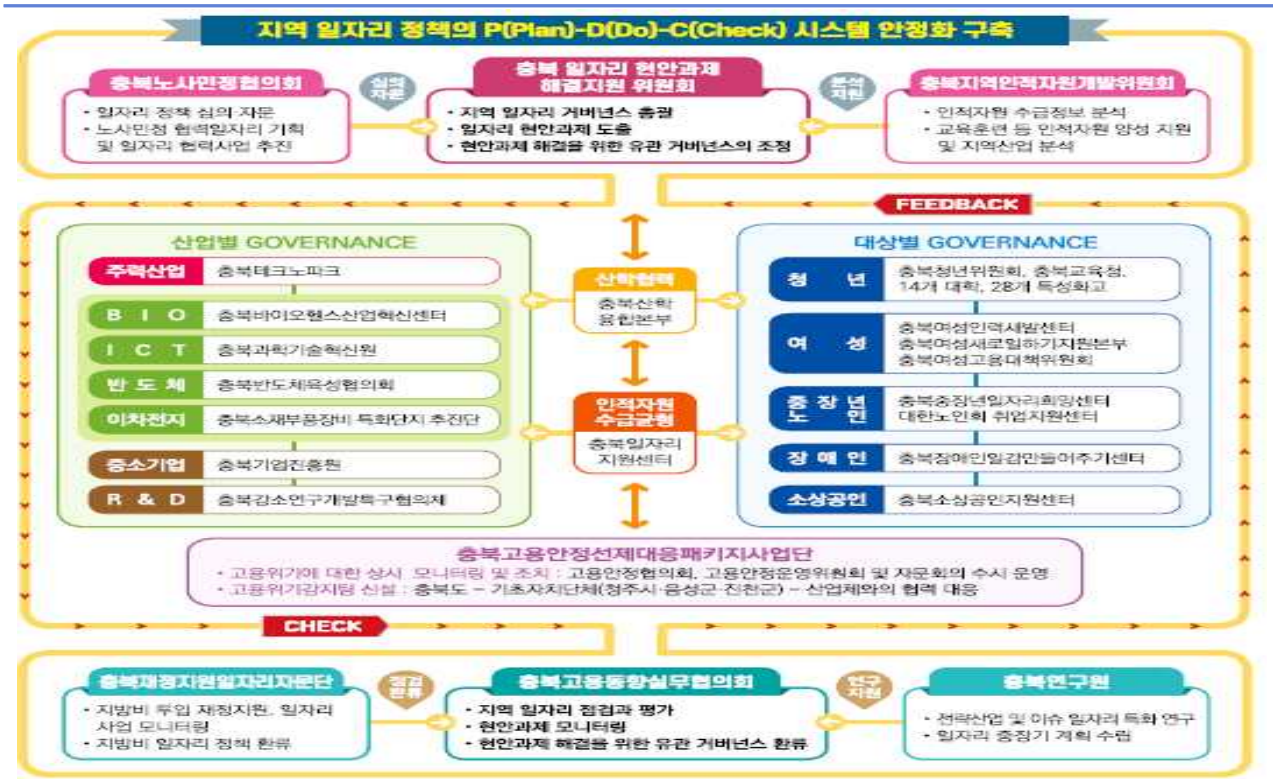 지역 일자리 정책의 P(Plan)-D(Do)-C(Check) 시스템 안정화 구축
충북노사민정협의회
• 일자리 정책 심의 자문
• 노사민정 협력일자리 기획
및 일자리 협력사업 추진
심의
자문
충북 일자리 현안과제
해결지원 위원회
• 지역 일자리 거버넌스 총괄
• 일자리 현안과제 도출
• 현안과제 해결을 위한 유관 거버넌스의 조정
분석
지원
충북지역인적자원개발위원회
• 인적자원 수급정보 분석
• 교육훈련 등 인적자원 양성 지원
및 지역산업 분석
FEEDBACK
산업별 GOVERNANCE
주력산업 충북테크노파크
B I O 충북바이오헬스산업혁신센터
I C T 충북과학기술혁신원
반 도 체 충북반도체육성협의회
이차전지 충북소재부품장비 특화단지 추진단
중소기업 충북기업진흥원
R & D 충북강소연구개발특구협의체
산학협력
충북산학
융합본부
인적자원
수급균형
충북일자리
지원센터
대상별 GOVERNANCE
청 년 충북청년위원회, 충북교육청,
14개 대학, 28개 특성화고
여 성 충북여성인력새발센터
충북여성새로일하기지원본부
충북여성고용대책위원회
중 장 년
노 인
충북중장년일자리희망센터
대한노인회 취업지원센터
장 애 인 충북장애인일감만들어주기센터
소상공인 충북소상공인지원센터
충북고용안정선제대응패키지사업단
• 고용위기에 대한 상시 모니터링 및 조치 : 고용안정협의회, 고용안정운영위원회 및 자문회의 수시 운영
• 고용위기감지팀 신설 : 충북도 – 기초자치단체(청주시·음성군·진천군) – 산업체와의 협력 대응
CHECK
충북재정지원일자리자문단
• 지방비 투입 재정지원, 일자리
사업 모니터링
• 지방비 일자리 정책 환류
점검
환류
충북고용동향실무협의회
• 지역 일자리 점검과 평가
• 현안과제 모니터링
• 현안과제 해결을 위한 유관 거버넌스 환류
연구
지원
충북연구원
• 전략산업 및 이슈 일자리 특화 연구
• 일자리 중장기 계획 수립